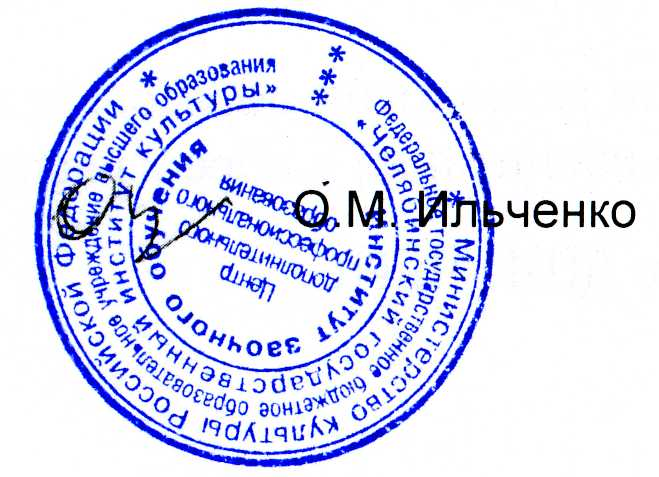 * Министерство культуры Российской Федерации *
Федеральное государственное бюджетное образовательное учреждение высшего образования
«Челябинский государственный институт культуры»
***
Институт заочного обучения
Центр
дополнительного
профессионального
образования
О.М. Ильченко